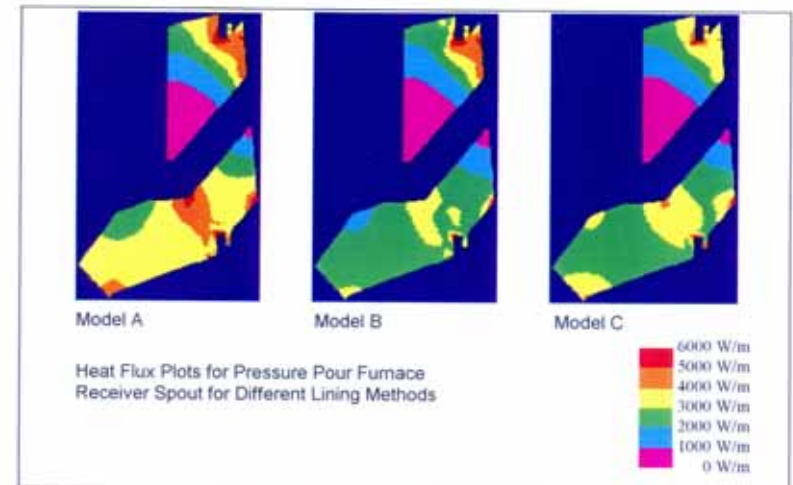 Model A
Model B
Model C
Heat Flux Plots for Pressure Pour Furnace
Receiver Spout for Different Lining Methods
6000 W/m
5000 W/m
4000 W/m
3000 W/m
2000 W/m
1000 W/m
0 W/m